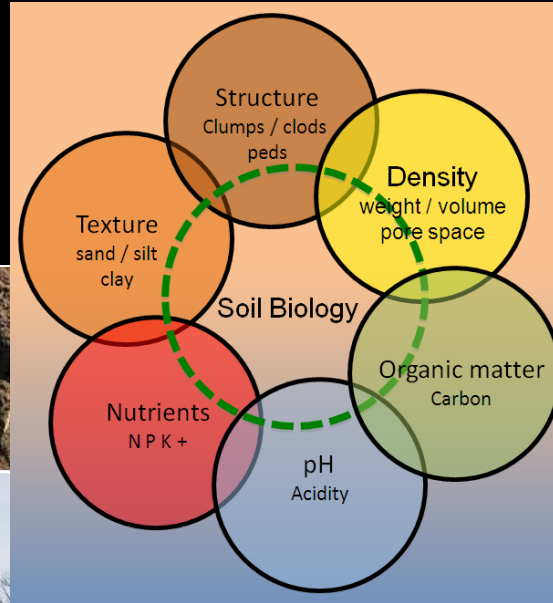 Structure
Clumps / clods
peds
Density
weight / volume
pore space
Texture
sand / silt
clay
Soil Biology
Organic matter
Carbon
Nutrients
N P K +
pH
Acidity